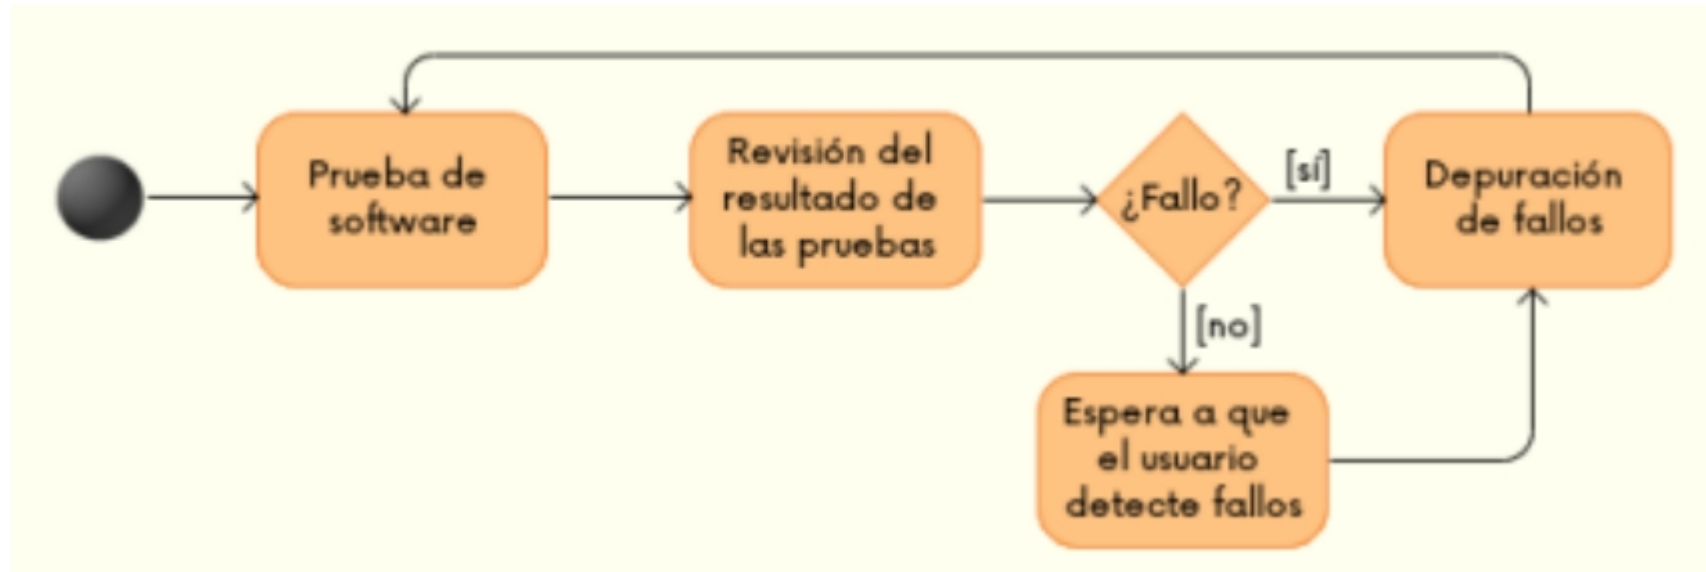 Prueba de
software
Revisión del
resultado de
las pruebas
¿Fallo?
[sí]
Depuración
de fallos
[no]
Espera a que
el usuario
detecte fallos